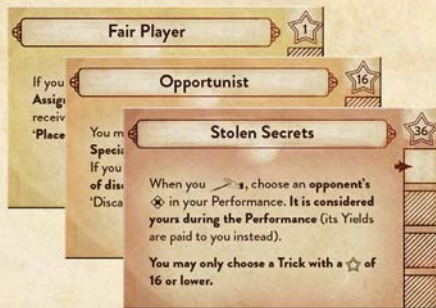 Fair Player
1
If you
receiv
'Place
Opportunist
16
You m
Specia
If you
of disc
'Disca
Stolen Secrets
36
When you , choose an opponent's
in your Performance. It is considered
yours during the Performance (its Yields
are paid to you instead).
You may only choose a Trick with a of
16 or lower.